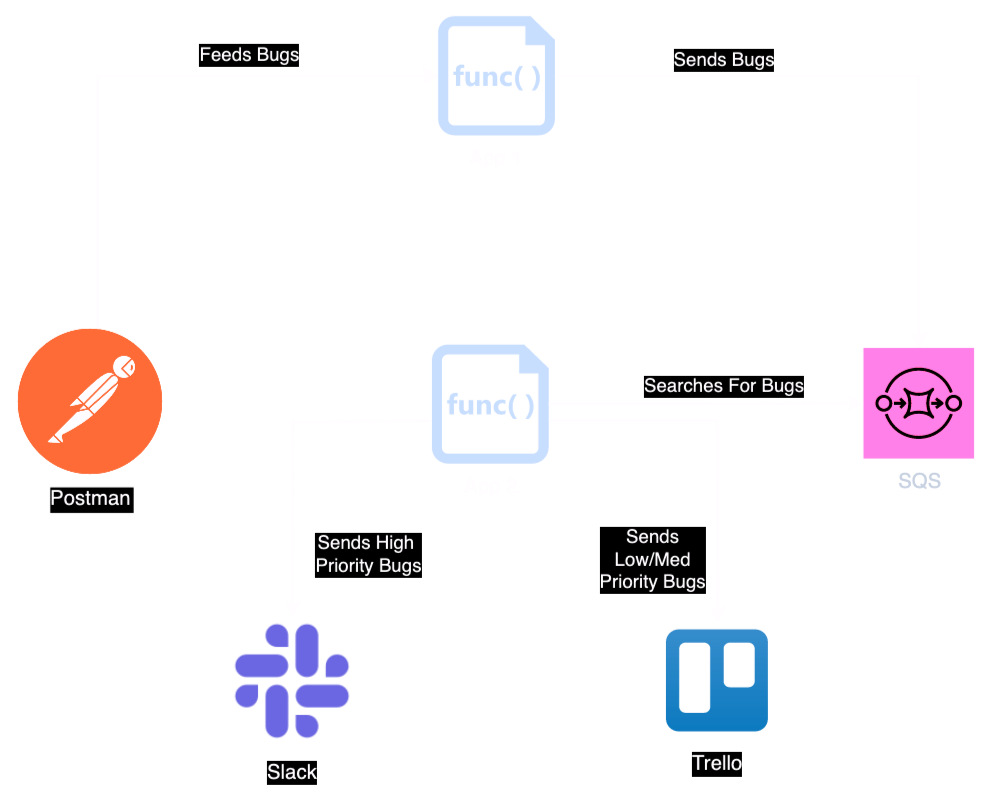 Feeds Bugs
Sends Bugs
func( )
func( )
Searches For Bugs
SQS
Postman
Sends High
Priority Bugs
Sends
Low/Med
Priority Bugs
Slack
Trello